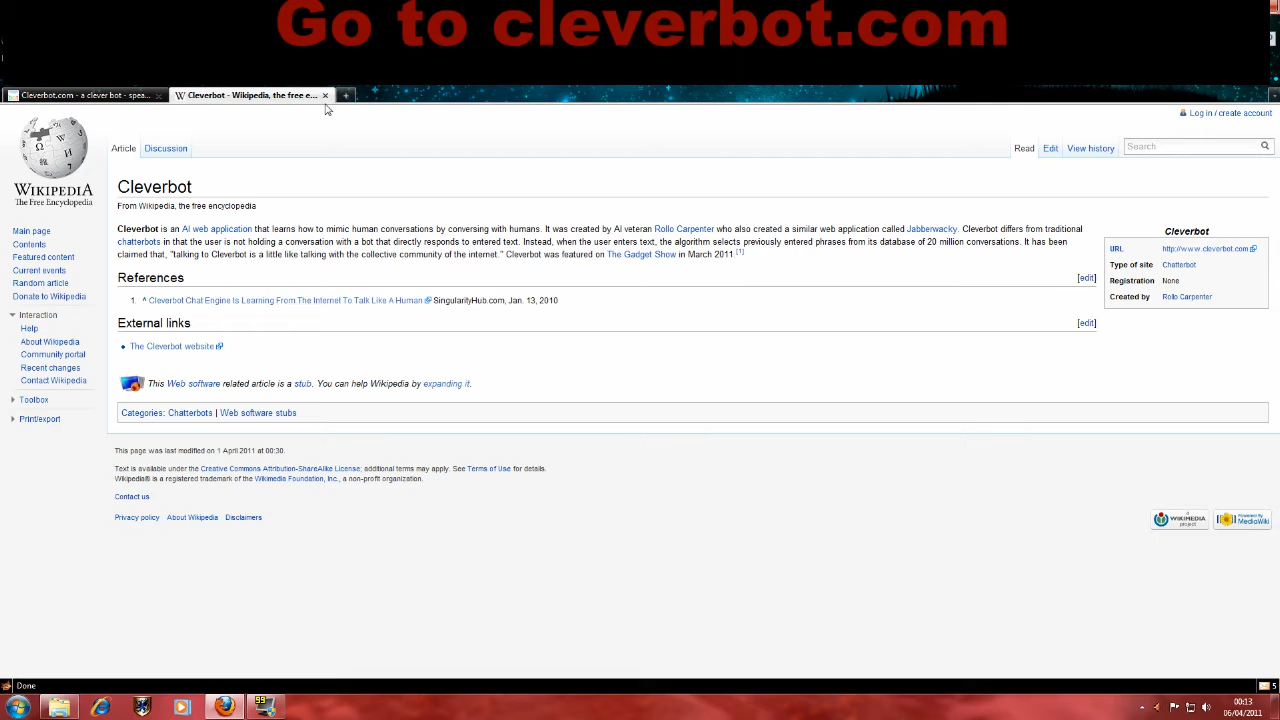 Go to cleverbot.com
Cleverbot.com - a clever bot - spea...
Cleverbot - Wikipedia, the free e...
Log in / create account
Article
Discussion
Read
Edit
View history
Search
WIKIPEDIA
The Free Encyclopedia
Main page
Contents
Featured content
Current events
Random article
Donate to Wikipedia
Interaction
Help
About Wikipedia
Community portal
Recent changes
Contact Wikipedia
Toolbox
Print/export
Cleverbot
From Wikipedia, the free encyclopedia
Cleverbot is an AI web application that learns how to mimic human conversations by conversing with humans. It was created by AI veteran Rollo Carpenter who also created a similar web application called Jabberwacky. Cleverbot differs from traditional
chatterbots in that the user is not holding a conversation with a bot that directly responds to entered text. Instead, when the user enters text, the algorithm selects previously entered phrases from its database of 20 million conversations. It has been
claimed that, "talking to Cleverbot is a little like talking with the collective community of the internet." Cleverbot was featured on The Gadget Show in March 2011 [1]
References
[edit]
1. ^ Cleverbot Chat Engine Is Learning From The Internet To Talk Like A Human SingularityHub.com, Jan. 13, 2010
External links
[edit]
The Cleverbot website
This Web software related article is a stub. You can help Wikipedia by expanding it.
Categories: Chatterbots | Web software stubs
Cleverbot
URL http://www.cleverbot.com
Type of site Chatterbot
Registration None
Created by Rollo Carpenter
This page was last modified on 1 April 2011 at 00:30.
Text is available under the Creative Commons Attribution-ShareAlike License; additional terms may apply. See Terms of Use for details.
Wikipedia® is a registered trademark of the Wikimedia Foundation, Inc., a non-profit organization.
Contact us
Privacy policy
About Wikipedia
Disclaimers
A WIKIMEDIA project
Powered By MediaWiki
Done
5
99
00:13
06/04/2011